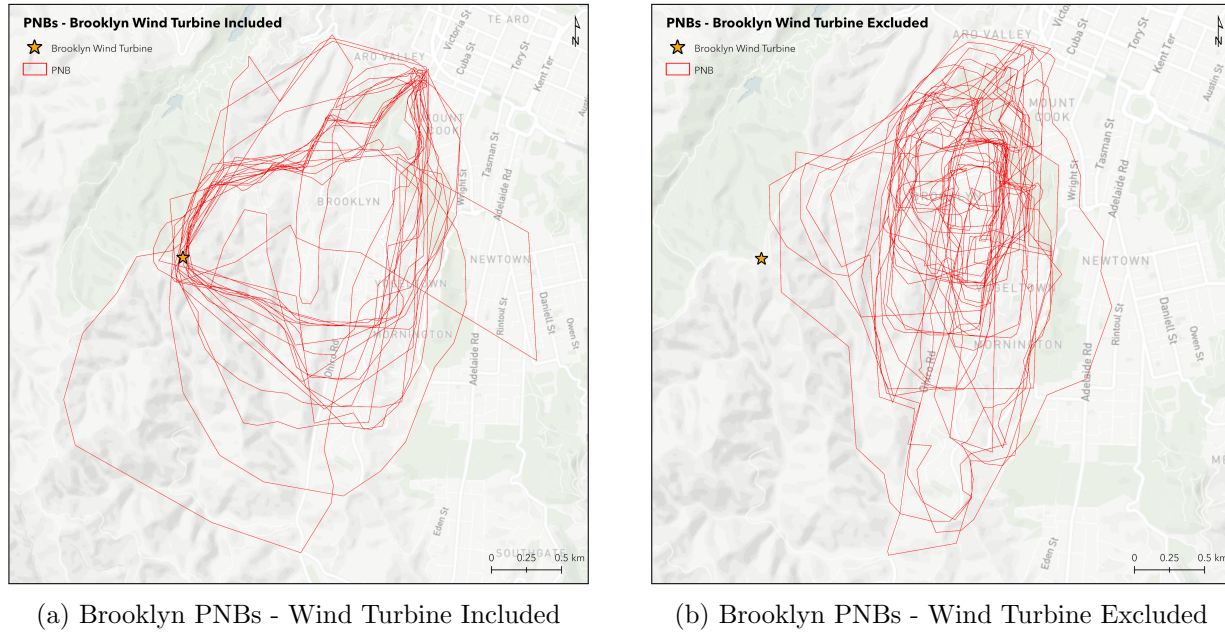 PNBs - Brooklyn Wind Turbine Included
Brooklyn Wind Turbine
PNB
N
TE ARO
ARO VALLEY
Victoria St
Cuba St
Tory St
Kent Ter
Austin St
MOUNT
COOK
Tasman St
Wright St
Adelaide Rd
BROOKLYN
NEWTOWN
VOGELTOWN
Daniell St
Rintoul St
Owen St
MORNINGTON
Ohiro Rd
Adelaide Rd
Eden St
SOUTHGATE
0 0.25 0.5 km
PNBs - Brooklyn Wind Turbine Excluded
Brooklyn Wind Turbine
PNB
N
ARO VALLEY
Cuba St
Tory St
Kent Ter
Austin St
MOUNT
COOK
Tasman St
Wright St
Adelaide Rd
NEWTOWN
VOGELTOWN
Rintoul St
Daniell St
Owen St
MORNINGTON
Ohiro Rd
Adelaide Rd
Eden St
0 0.25 0.5 km
(a) Brooklyn PNBs - Wind Turbine Included
(b) Brooklyn PNBs - Wind Turbine Excluded